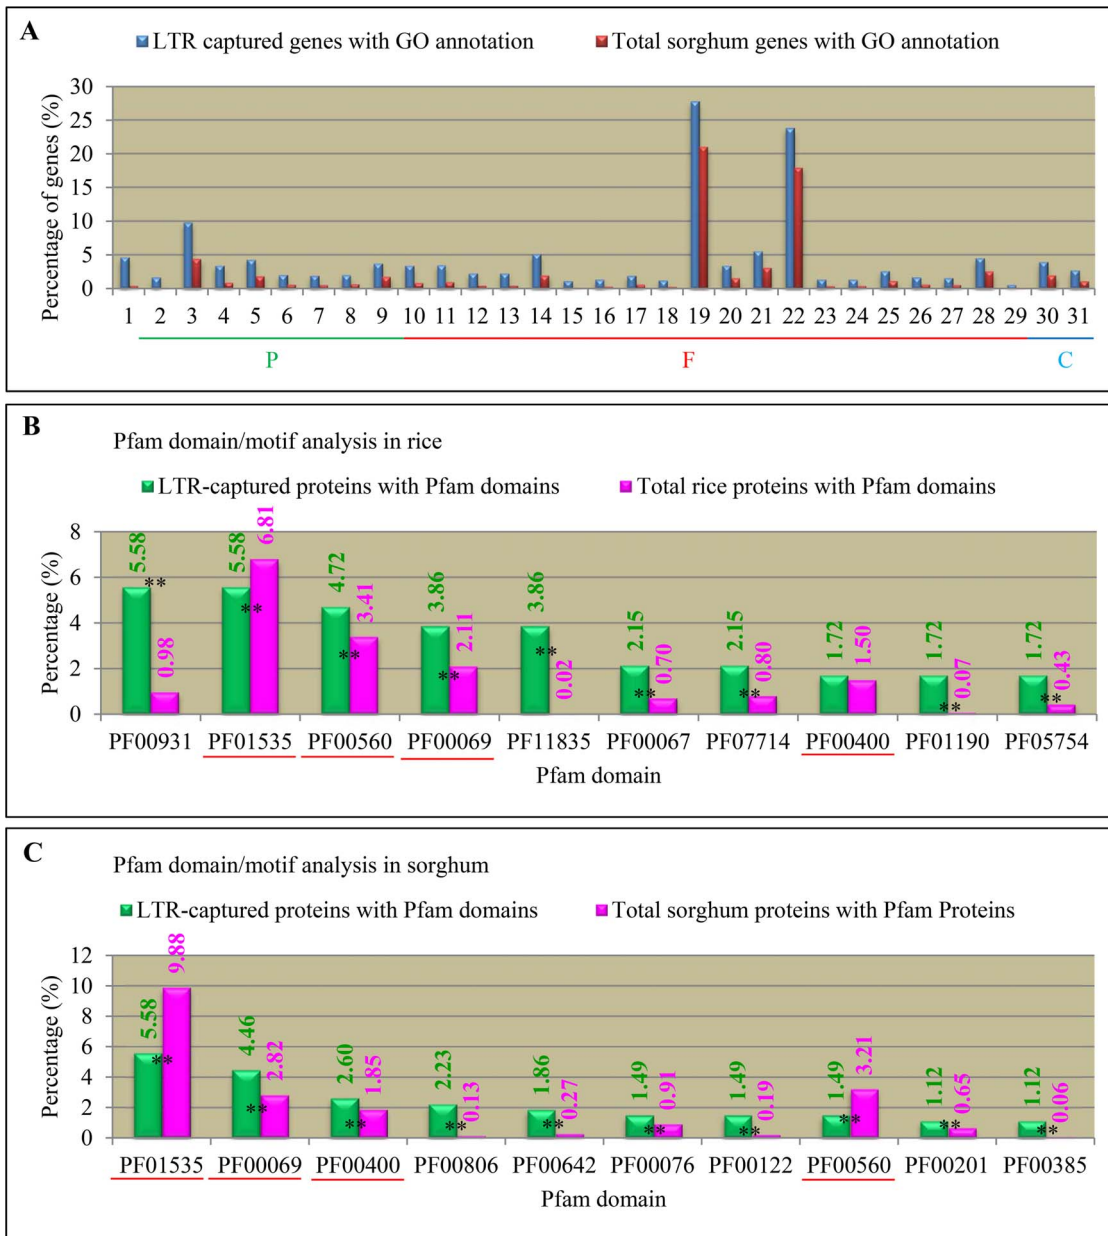 A
LTR captured genes with GO annotation Total sorghum genes with GO annotation
Percentage of genes (%)
30
25
20
15
10
5
0
1 2 3 4 5 6 7 8 9 10 11 12 13 14 15 16 17 18 19 20 21 22 23 24 25 26 27 28 29 30 31
P F C
B
Pfam domain/motif analysis in rice
LTR-captured proteins with Pfam domains Total rice proteins with Pfam domains
Percentage (%)
8
6
4
2
0
5.58 ** 0.98 5.58 ** 6.81 4.72 ** 3.41 3.86 ** 2.11 3.86 ** 0.02 2.15 ** 0.70 2.15 ** 0.80 1.72 1.50 1.72 ** 0.07 1.72 ** 0.43
PF00931 PF01535 PF00560 PF00069 PF11835 PF00067 PF07714 PF00400 PF01190 PF05754
Pfam domain
C
Pfam domain/motif analysis in sorghum
LTR-captured proteins with Pfam domains Total sorghum proteins with Pfam Proteins
Percentage (%)
12
10
8
6
4
2
0
5.58 ** 9.88 4.46 ** 2.82 2.60 ** 1.85 2.23 ** 0.13 1.86 ** 0.27 1.49 ** 0.91 1.49 ** 0.19 1.49 ** 3.21 1.12 ** 0.65 1.12 ** 0.06
PF01535 PF00069 PF00400 PF00806 PF00642 PF00076 PF00122 PF00560 PF00201 PF00385
Pfam domain